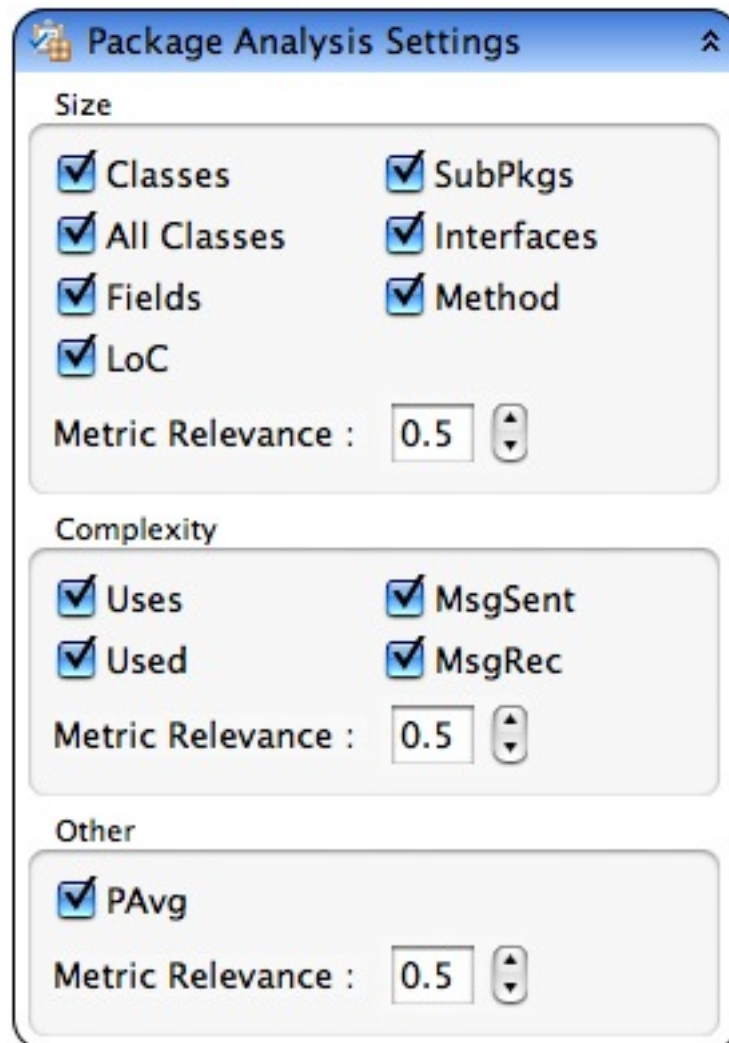 Package Analysis Settings
Size
Classes SubPkgs
All Classes Interfaces
Fields Method
LoC
Metric Relevance : 0.5
Complexity
Uses MsgSent
Used MsgRec
Metric Relevance : 0.5
Other
PAvg
Metric Relevance : 0.5